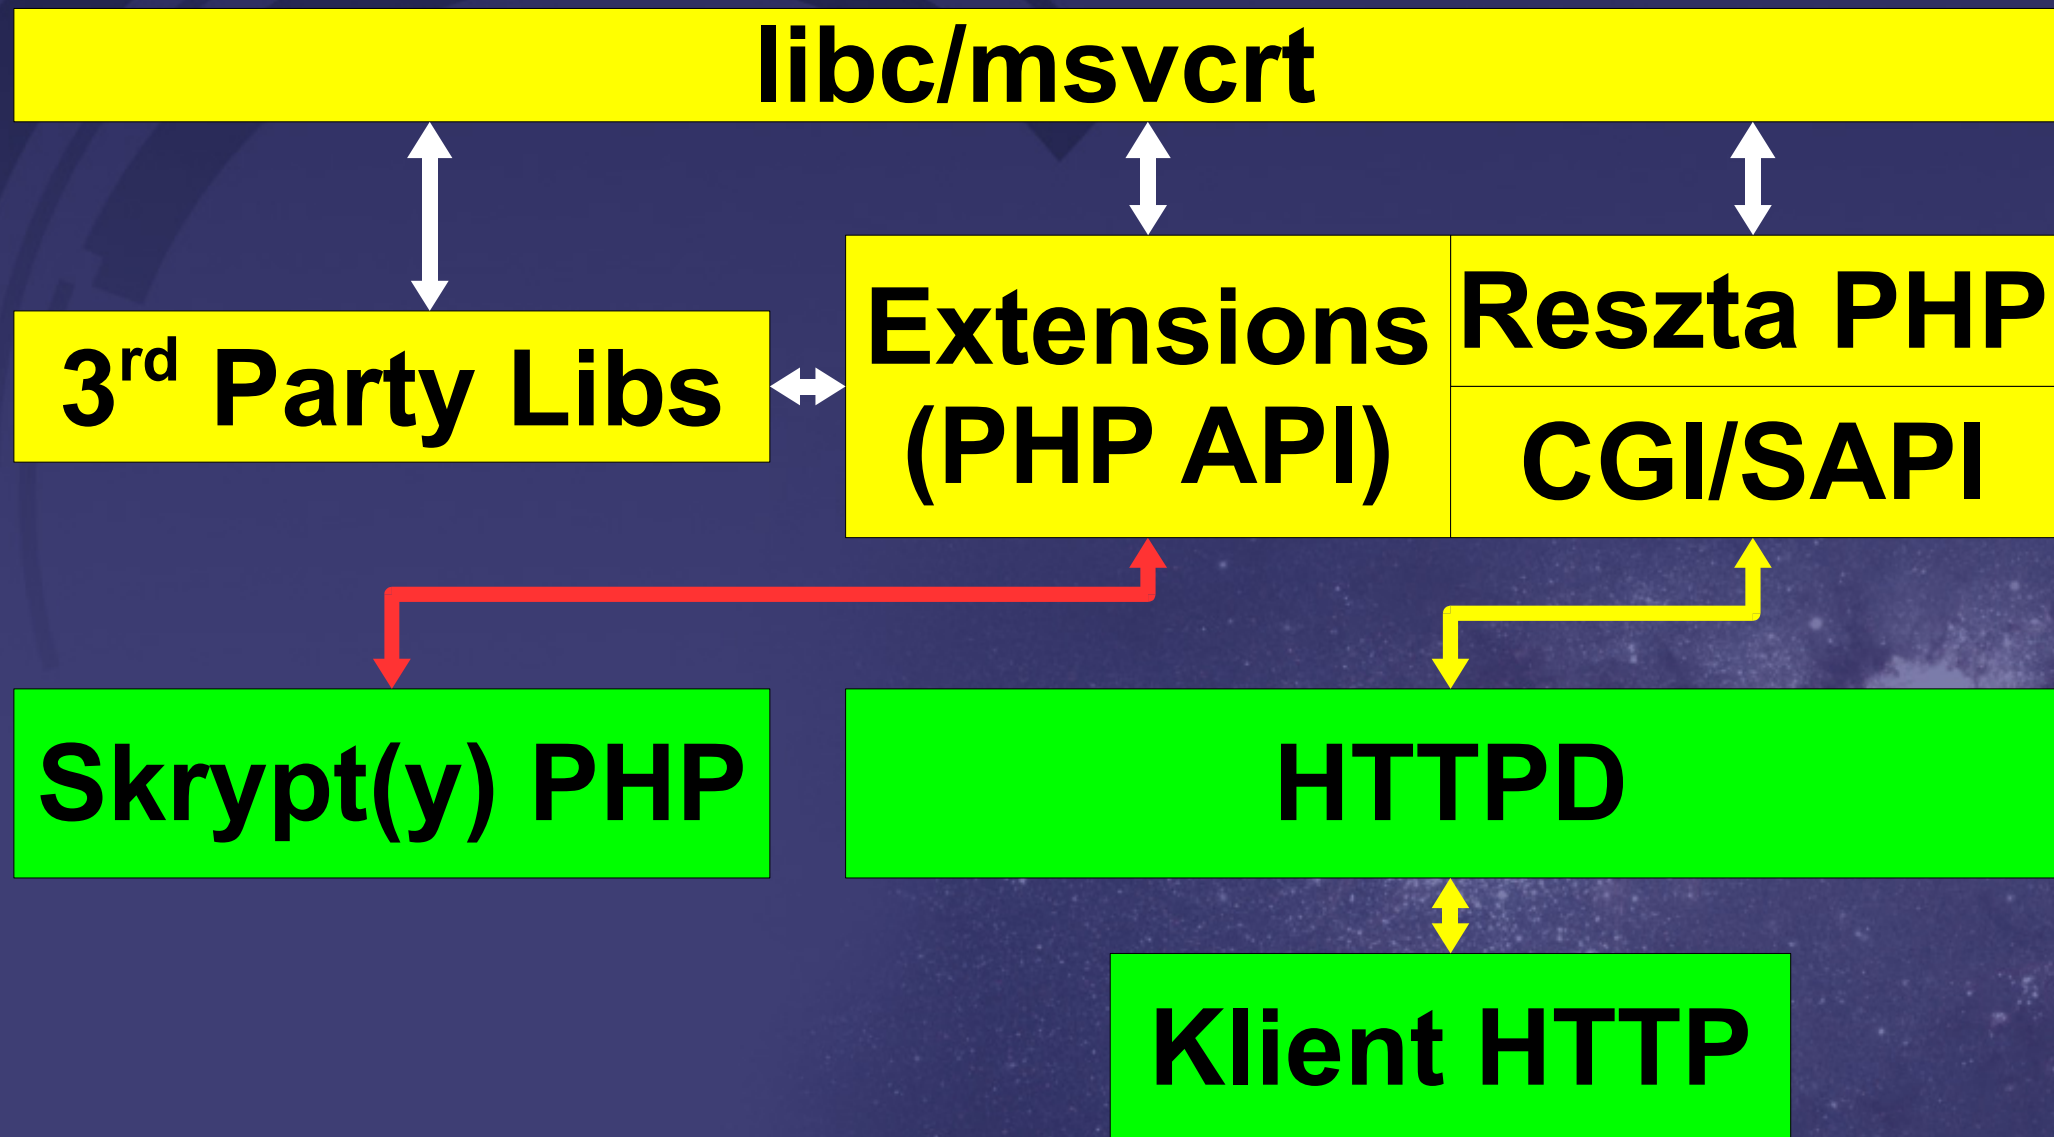 libc/msvcrt
3rd Party Libs
Extensions
(PHP API)
Reszta PHP
CGI/SAPI
Skrypt(y) PHP
HTTPD
Klient HTTP